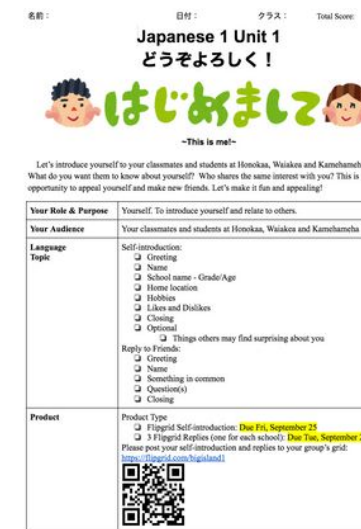 名前： 日付： クラス： Total Score:
Japanese 1 Unit 1
どうぞよろしく！
はじめまして
~This is me!~
Let's introduce yourself to your classmates and students at Honokaa, Waiakea and Kamehameh
What do you want them to know about yourself? Who shares the same interest with you? This is
opportunity to appeal yourself and make new friends. Let's make it fun and appealing!
Your Role & Purpose Yourself. To introduce yourself and relate to others.
Your Audience Your classmates and students at Honokaa, Waiakea and Kamehameha
Language Topic
Self-introduction:
Greeting
Name
School name - Grade/Age
Home location
Hobbies
Likes and Dislikes
Closing
Optional
Things others may find surprising about you
Reply to Friends:
Greeting
Name
Something in common
Question(s)
Closing
Product
Product Type
Flipgrid Self-introduction: Due Fri, September 25
3 Flipgrid Replies (one for each school): Due Tue, September
Please post your self-introduction and replies to your group's grid:
https://flipgrid.com/bigisland1